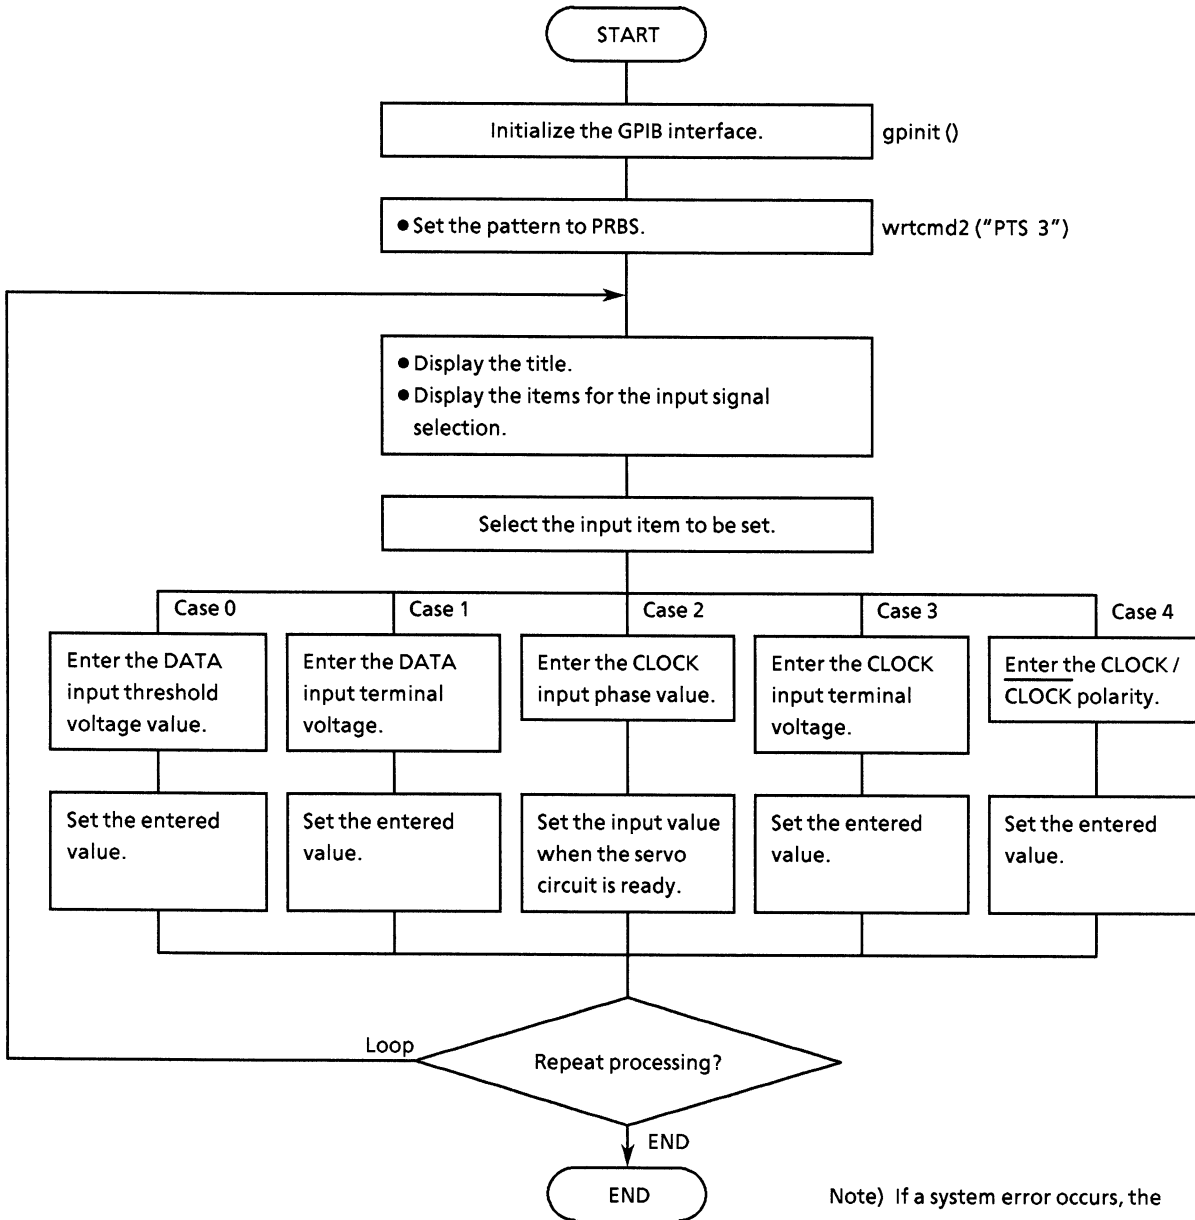 START
Initialize the GPIB interface.
gpinit ()
● Set the pattern to PRBS.
wrtcmd2 ("PTS 3")
● Display the title.
● Display the items for the input signal
selection.
Select the input item to be set.
Case 0
Case 1
Case 2
Case 3
Case 4
Enter the DATA
input threshold
voltage value.
Enter the DATA
input terminal
voltage.
Enter the CLOCK
input phase value.
Enter the CLOCK
input terminal
voltage.
Enter the CLOCK /
C̅L̅O̅C̅K̅ polarity.
Set the entered
value.
Set the entered
value.
Set the input value
when the servo
circuit is ready.
Set the entered
value.
Set the entered
value.
Loop
Repeat processing?
END
END
Note) If a system error occurs, the